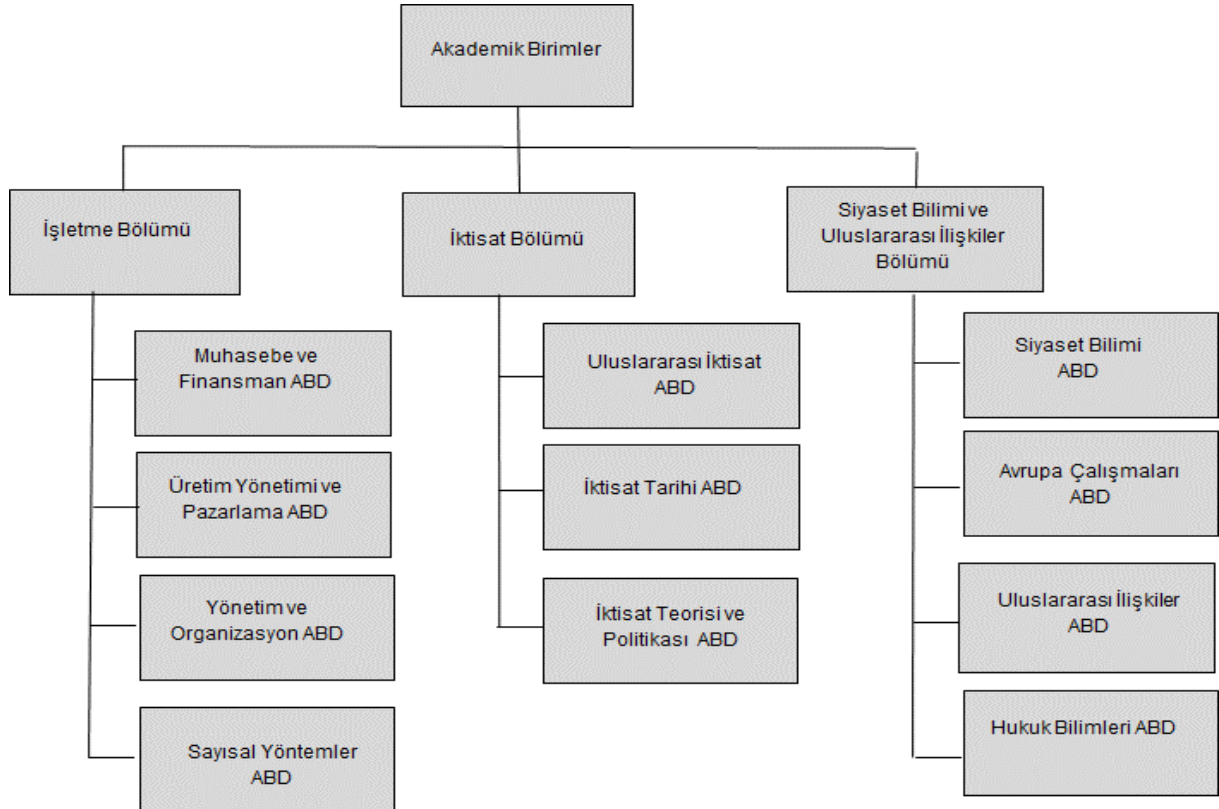 Akademik Birimler
İşletme Bölümü
Muhasebe ve
Finansman ABD
Üretim Yönetimi ve
Pazarlama ABD
Yönetim ve
Organizasyon ABD
Sayısal Yöntemler
ABD
İktisat Bölümü
Uluslararası İktisat
ABD
İktisat Tarihi ABD
İktisat Teorisi ve
Politikası ABD
Siyaset Bilimi ve
Uluslararası İlişkiler
Bölümü
Siyaset Bilimi
ABD
Avrupa Çalışmaları
ABD
Uluslararası İlişkiler
ABD
Hukuk Bilimleri ABD